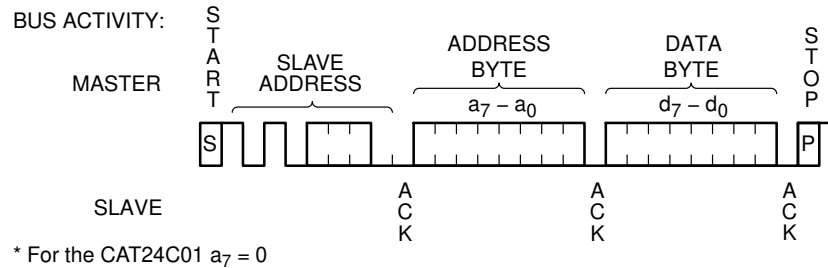 BUS ACTIVITY:
START
MASTER
SLAVE
ADDRESS
ADDRESS
BYTE
a7 – a0
DATA
BYTE
d7 – d0
STOP
S
P
SLAVE
ACK
ACK
ACK
* For the CAT24C01 a7 = 0